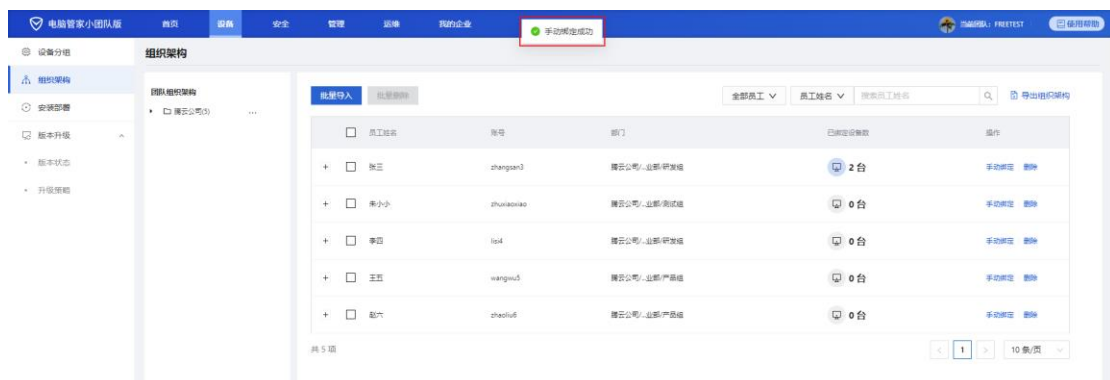 电脑管家小团队版 首页 设备 安全 管理 运维 我的企业 当前团队：FREETEST 使用帮助
手动绑定成功
设备分组
组织架构
安装部署
版本升级
版本状态
升级策略
组织架构
团队组织架构
腾云公司(5) ...
批量导入 批量删除 全部员工 员工姓名 搜索员工姓名 导出组织架构
员工姓名 账号 部门 已绑定设备数 操作
张三 zhangsan3 腾云公司/...业部/研发组 2 台 手动绑定 删除
朱小小 zhuxiaoxiao 腾云公司/...业部/测试组 0 台 手动绑定 删除
李四 lisi4 腾云公司/...业部/研发组 0 台 手动绑定 删除
王五 wangwu5 腾云公司/...业部/产品组 0 台 手动绑定 删除
赵六 zhaoliu6 腾云公司/...业部/产品组 0 台 手动绑定 删除
共 5 项 < 1 > 10 条/页